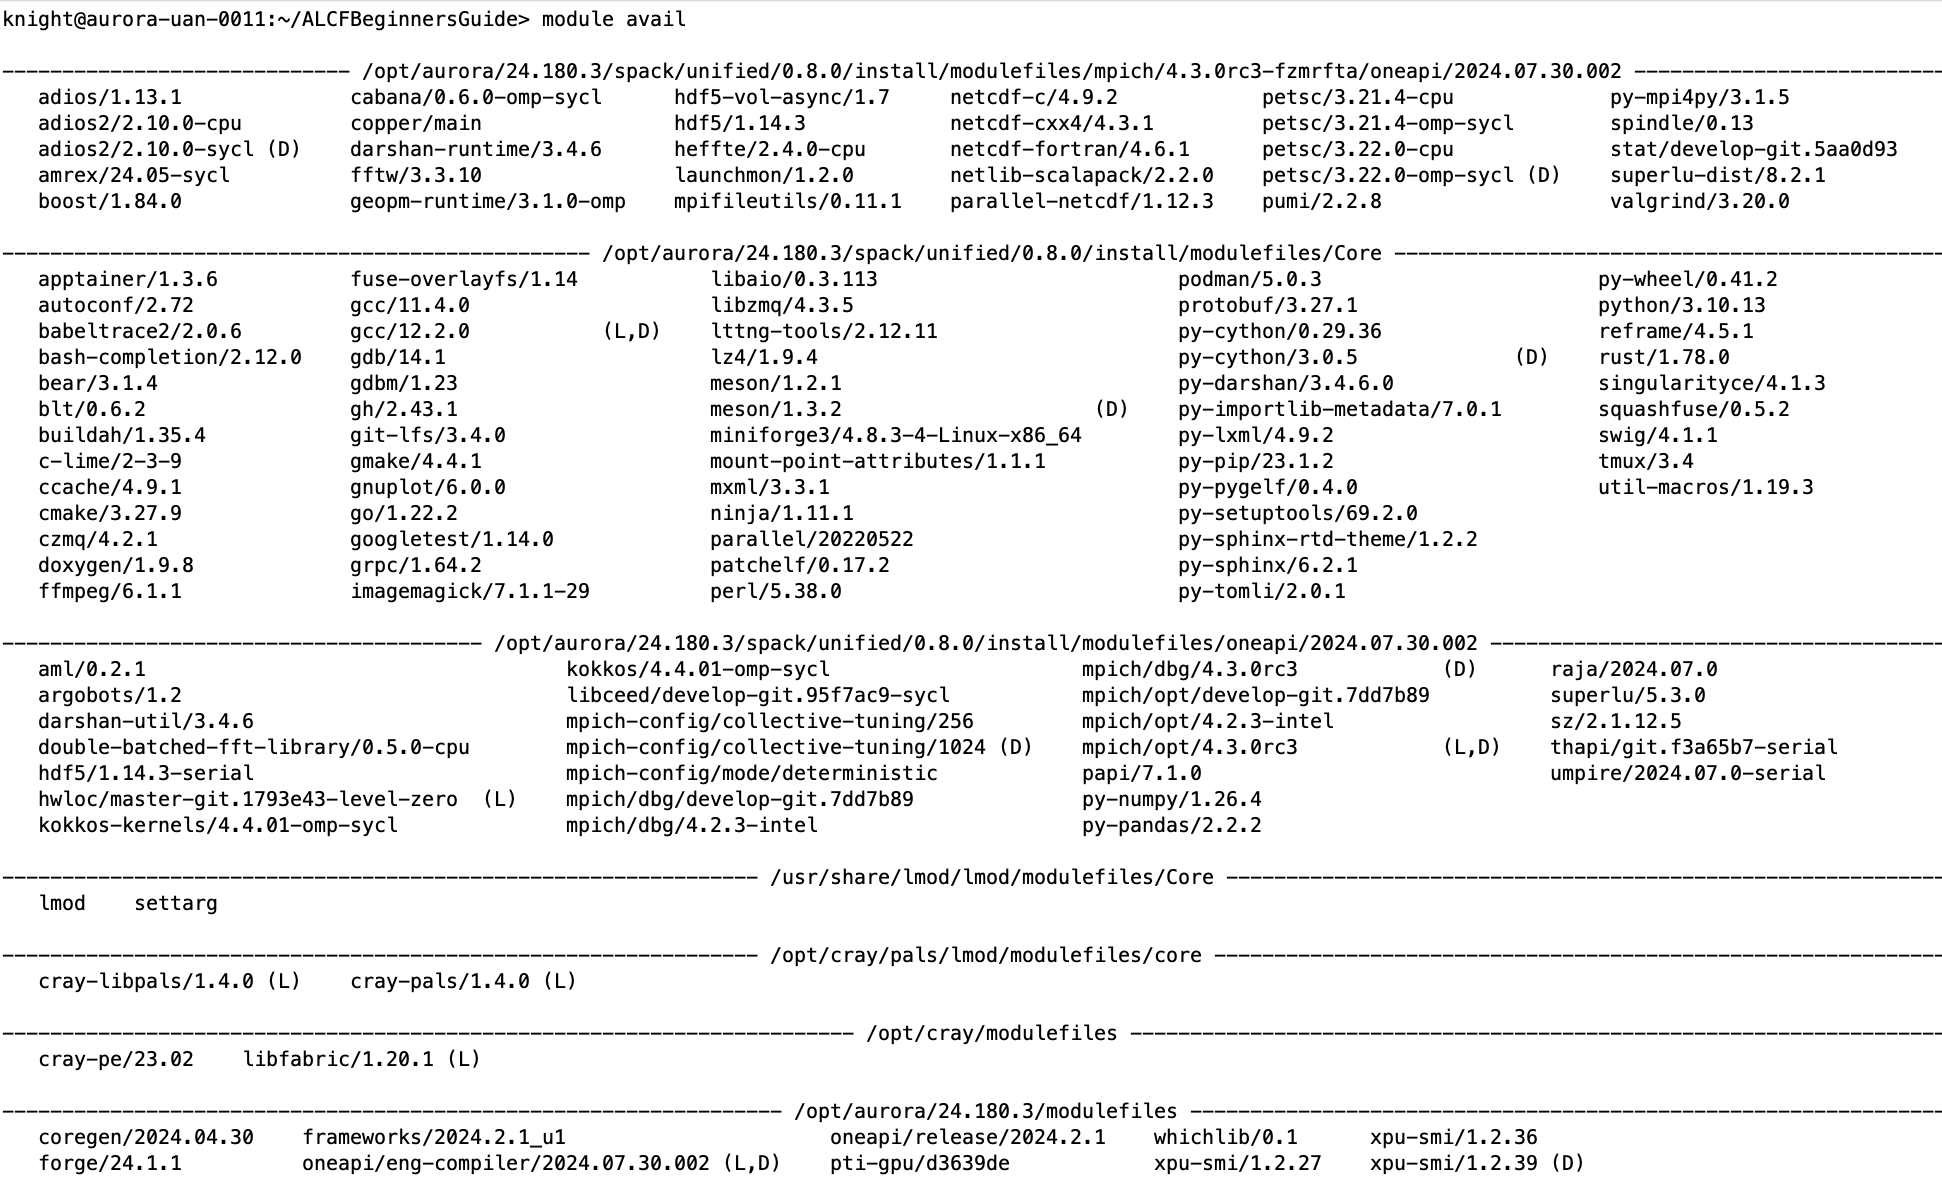 knight@aurora-uan-0011:~/ALCFBeginnersGuide> module avail

---------------------------- /opt/aurora/24.180.3/spack/unified/0.8.0/install/modulefiles/mpich/4.3.0rc3-fzmrfta/oneapi/2024.07.30.002 --------------------------
   adios/1.13.1              cabana/0.6.0-omp-sycl      hdf5-vol-async/1.7     netcdf-c/4.9.2            petsc/3.21.4-cpu             py-mpi4py/3.1.5
   adios2/2.10.0-cpu         copper/main                hdf5/1.14.3            netcdf-cxx4/4.3.1         petsc/3.21.4-omp-sycl        spindle/0.13
   adios2/2.10.0-sycl (D)    darshan-runtime/3.4.6      heffte/2.4.0-cpu       netcdf-fortran/4.6.1      petsc/3.22.0-cpu             stat/develop-git.5aa0d93
   amrex/24.05-sycl          fftw/3.3.10                launchmon/1.2.0        netlib-scalapack/2.2.0    petsc/3.22.0-omp-sycl (D)    superlu-dist/8.2.1
   boost/1.84.0              geopm-runtime/3.1.0-omp    mpifileutils/0.11.1    parallel-netcdf/1.12.3    pumi/2.2.8                   valgrind/3.20.0

------------------------------------------------- /opt/aurora/24.180.3/spack/unified/0.8.0/install/modulefiles/Core ----------------------------------------------
   apptainer/1.3.6           fuse-overlayfs/1.14           libaio/0.3.113                         podman/5.0.3                       py-wheel/0.41.2
   autoconf/2.72             gcc/11.4.0                    libzmq/4.3.5                           protobuf/3.27.1                    python/3.10.13
   babeltrace2/2.0.6         gcc/12.2.0           (L,D)    lttng-tools/2.12.11                    py-cython/0.29.36                  reframe/4.5.1
   bash-completion/2.12.0    gdb/14.1                      lz4/1.9.4                              py-cython/3.0.5             (D)    rust/1.78.0
   bear/3.1.4                gdbm/1.23                     meson/1.2.1                            py-darshan/3.4.6.0                 singularityce/4.1.3
   blt/0.6.2                 gh/2.43.1                     meson/1.3.2                     (D)    py-importlib-metadata/7.0.1        squashfuse/0.5.2
   buildah/1.35.4            git-lfs/3.4.0                 miniforge3/4.8.3-4-Linux-x86_64        py-lxml/4.9.2                      swig/4.1.1
   c-lime/2-3-9              gmake/4.4.1                   mount-point-attributes/1.1.1           py-pip/23.1.2                      tmux/3.4
   ccache/4.9.1              gnuplot/6.0.0                 mxml/3.3.1                             py-pygelf/0.4.0                    util-macros/1.19.3
   cmake/3.27.9              go/1.22.2                     ninja/1.11.1                           py-setuptools/69.2.0
   czmq/4.2.1                googletest/1.14.0             parallel/20220522                      py-sphinx-rtd-theme/1.2.2
   doxygen/1.9.8             grpc/1.64.2                   patchelf/0.17.2                        py-sphinx/6.2.1
   ffmpeg/6.1.1              imagemagick/7.1.1-29          perl/5.38.0                            py-tomli/2.0.1

---------------------------------------- /opt/aurora/24.180.3/spack/unified/0.8.0/install/modulefiles/oneapi/2024.07.30.002 --------------------------------------
   aml/0.2.1                                   kokkos/4.4.01-omp-sycl                     mpich/dbg/4.3.0rc3            (D)      raja/2024.07.0
   argobots/1.2                                libceed/develop-git.95f7ac9-sycl           mpich/opt/develop-git.7dd7b89          superlu/5.3.0
   darshan-util/3.4.6                          mpich-config/collective-tuning/256         mpich/opt/4.2.3-intel                  sz/2.1.12.5
   double-batched-fft-library/0.5.0-cpu        mpich-config/collective-tuning/1024 (D)    mpich/opt/4.3.0rc3            (L,D)    thapi/git.f3a65b7-serial
   hdf5/1.14.3-serial                          mpich-config/mode/deterministic            papi/7.1.0                             umpire/2024.07.0-serial
   hwloc/master-git.1793e43-level-zero  (L)    mpich/dbg/develop-git.7dd7b89              py-numpy/1.26.4
   kokkos-kernels/4.4.01-omp-sycl              mpich/dbg/4.2.3-intel                      py-pandas/2.2.2

--------------------------------------------------------------- /usr/share/lmod/lmod/modulefiles/Core ------------------------------------------------------------
   lmod    settarg

--------------------------------------------------------------- /opt/cray/pals/lmod/modulefiles/core -------------------------------------------------------------
   cray-libpals/1.4.0 (L)    cray-pals/1.4.0 (L)

----------------------------------------------------------------------- /opt/cray/modulefiles --------------------------------------------------------------------
   cray-pe/23.02    libfabric/1.20.1 (L)

----------------------------------------------------------------- /opt/aurora/24.180.3/modulefiles ---------------------------------------------------------------
   coregen/2024.04.30    frameworks/2024.2.1_u1                      oneapi/release/2024.2.1    whichlib/0.1      xpu-smi/1.2.36
   forge/24.1.1          oneapi/eng-compiler/2024.07.30.002 (L,D)    pti-gpu/d3639de            xpu-smi/1.2.27    xpu-smi/1.2.39 (D)